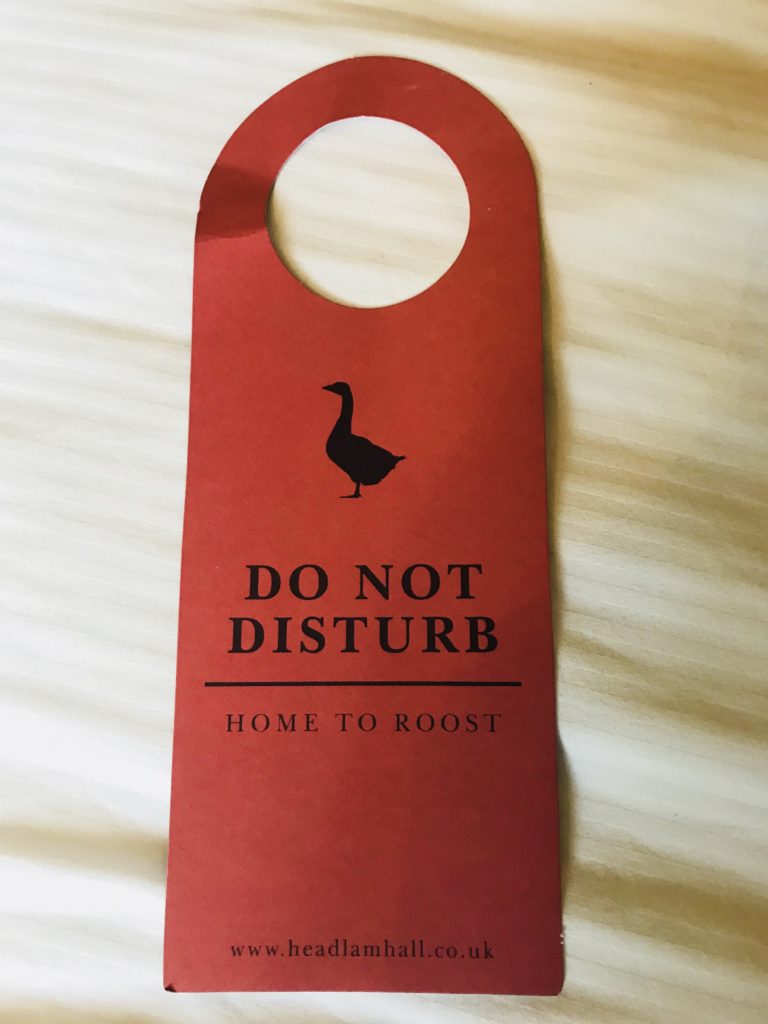 DO NOT
DISTURB
HOME TO ROOST
www.headlamhall.co.uk